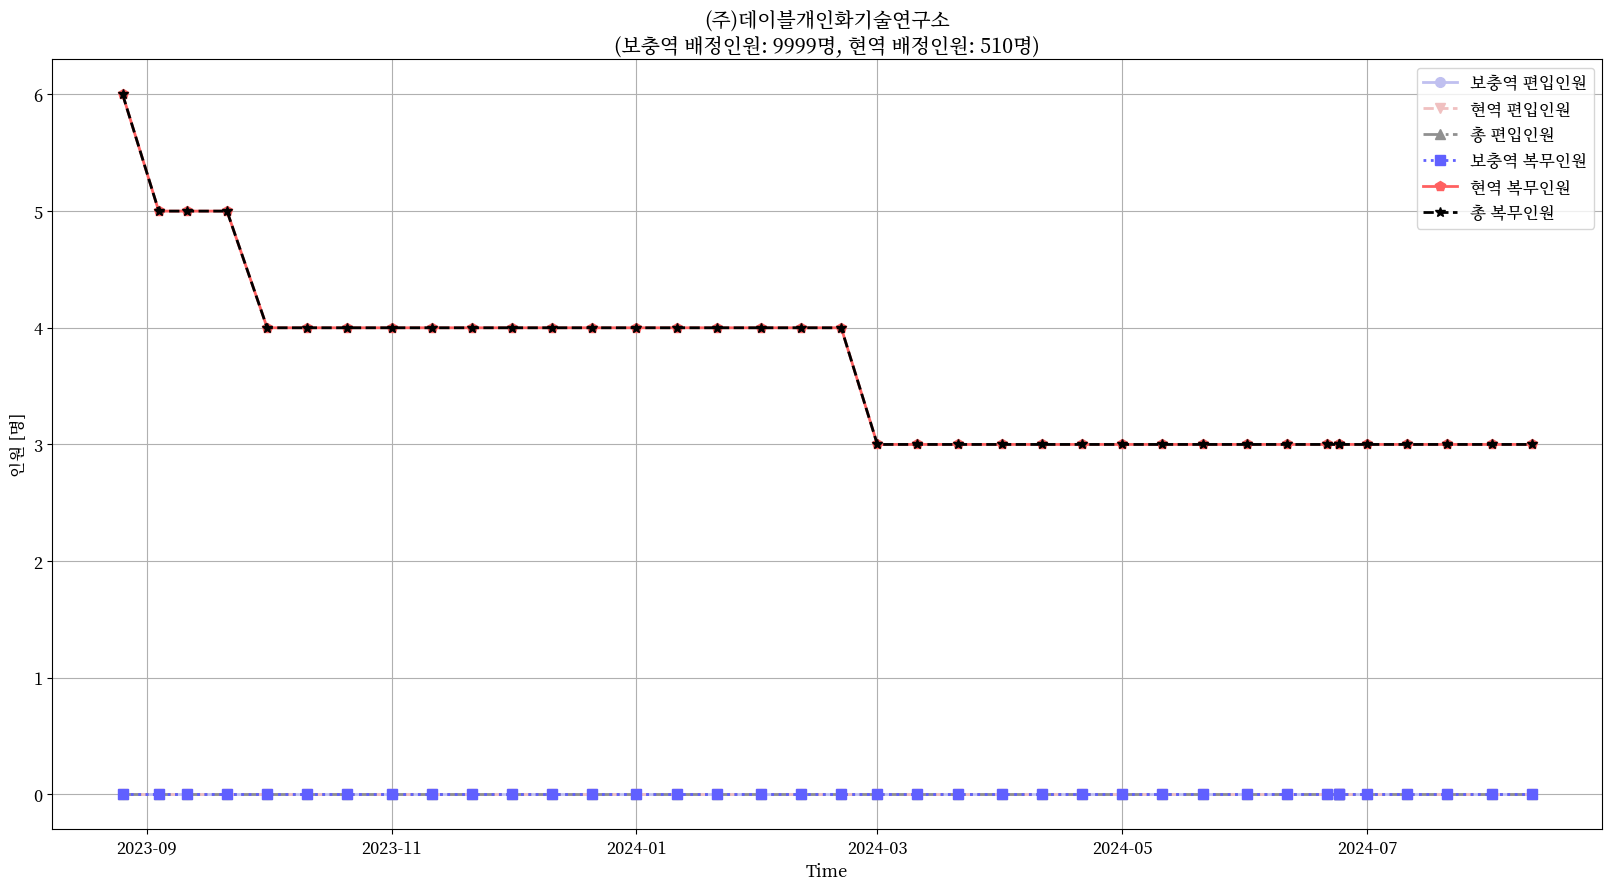 (주)데이블개인화기술연구소
(보충역 배정인원: 9999명, 현역 배정인원: 510명)
보충역 편입인원
현역 편입인원
총 편입인원
보충역 복무인원
현역 복무인원
총 복무인원
인원 [명]
6
5
4
3
2
1
0
2023-09
2023-11
2024-01
2024-03
2024-05
2024-07
Time